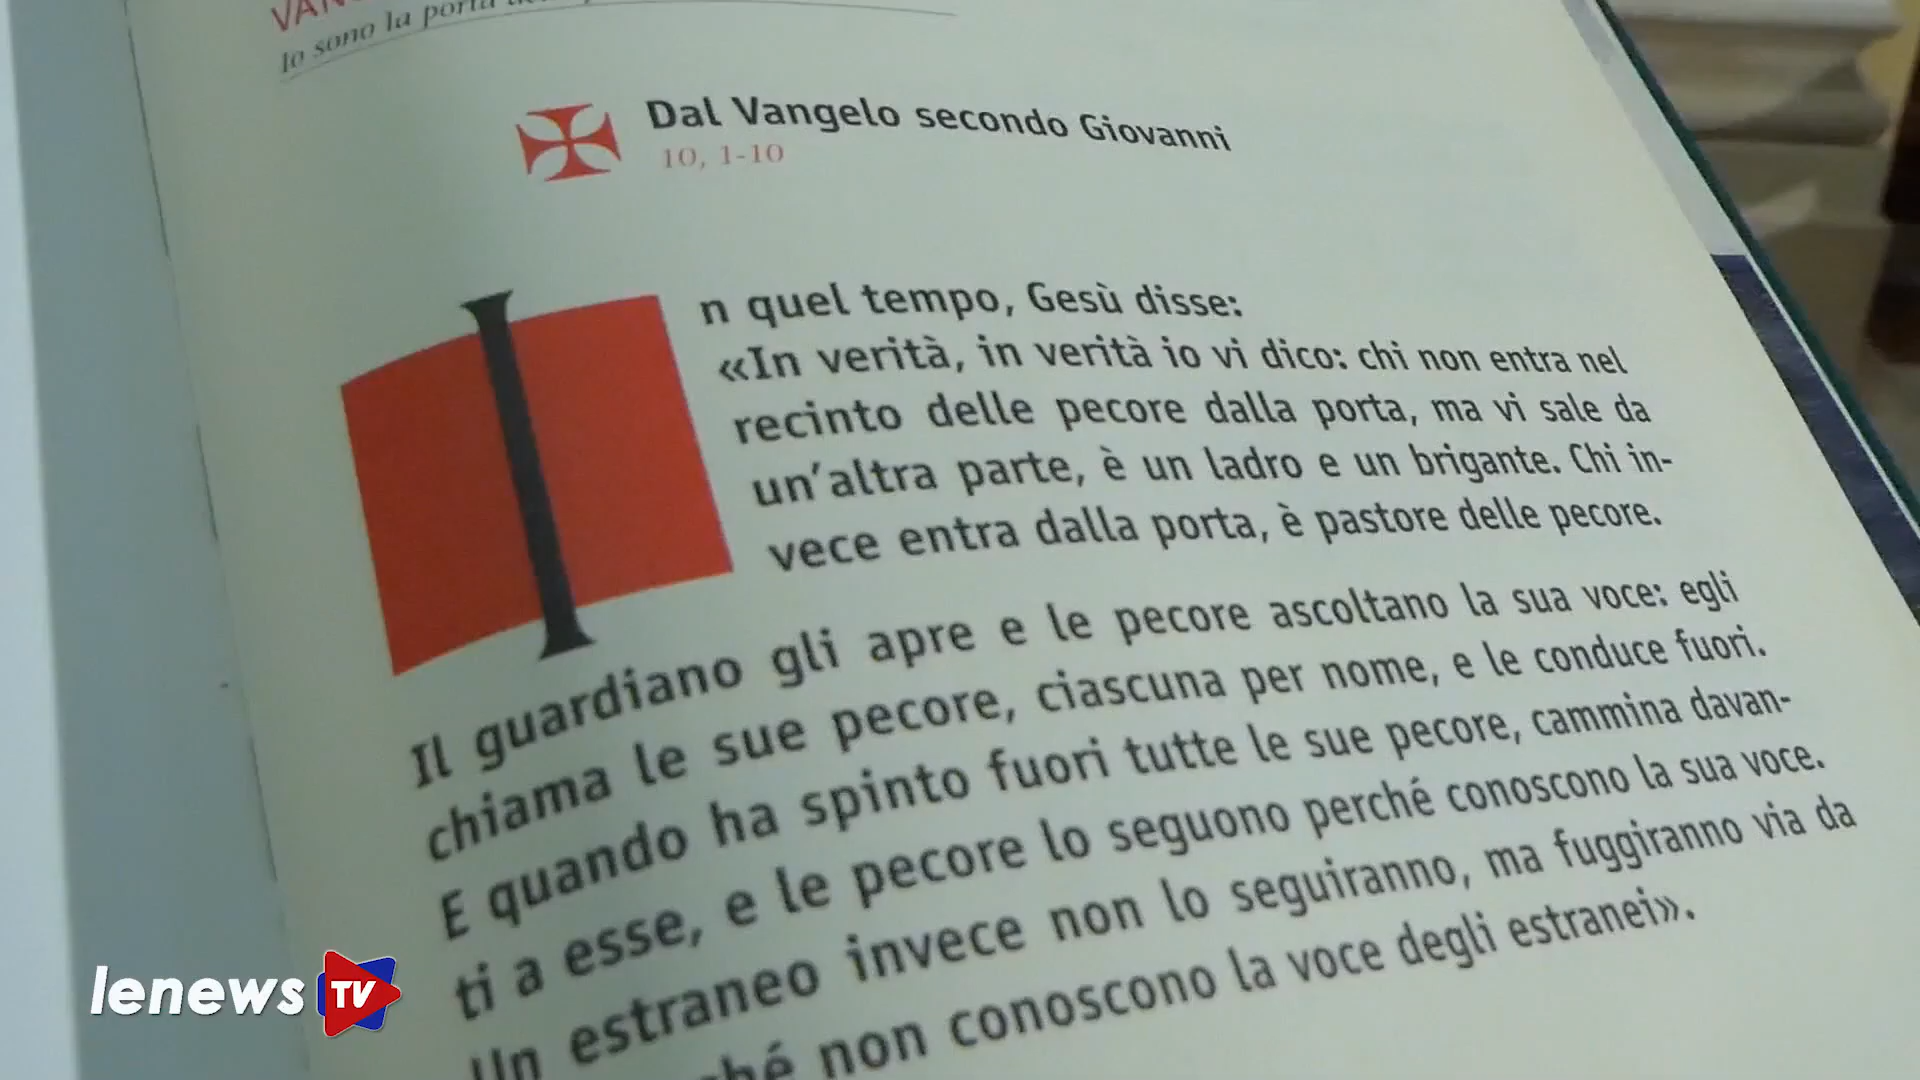 Io sono la porta
Dal Vangelo secondo Giovanni
10, 1-10
In quel tempo, Gesù disse:
«In verità, in verità io vi dico: chi non entra nel
recinto delle pecore dalla porta, ma vi sale da
un'altra parte, è un ladro e un brigante. Chi in-
vece entra dalla porta, è pastore delle pecore.
Il guardiano gli apre e le pecore ascoltano la sua voce: egli
chiama le sue pecore, ciascuna per nome, e le conduce fuori.
E quando ha spinto fuori tutte le sue pecore, cammina davan-
ti a esse, e le pecore lo seguono perché conoscono la sua voce.
Un estraneo invece non lo seguiranno, ma fuggiranno via da
non conoscono la voce degli estranei».
lenews TV